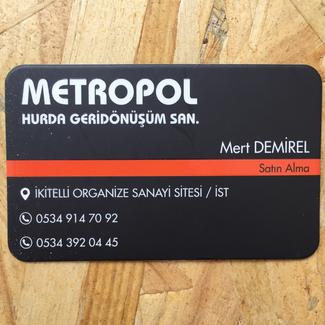 METROPOL
HURDA GERİDÖNÜŞÜM SAN.
Mert DEMİREL
Satın Alma
İKİTELLİ ORGANİZE SANAYİ SİTESİ / İST
0534 914 70 92
0534 392 04 45